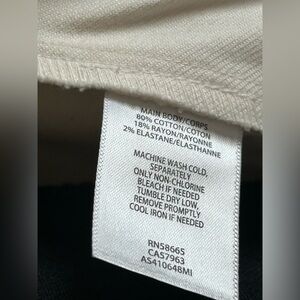 MAIN BODY/CORPS
80% COTTON/COTON
18% RAYON/RAYONNE
2% ELASTANE/ÉLASTHANNE
MACHINE WASH COLD,
SEPARATELY
ONLY NON-CHLORINE
BLEACH IF NEEDED
TUMBLE DRY LOW,
REMOVE PROMPTLY
COOL IRON IF NEEDED
RN58665
CA57963
AS410648MI